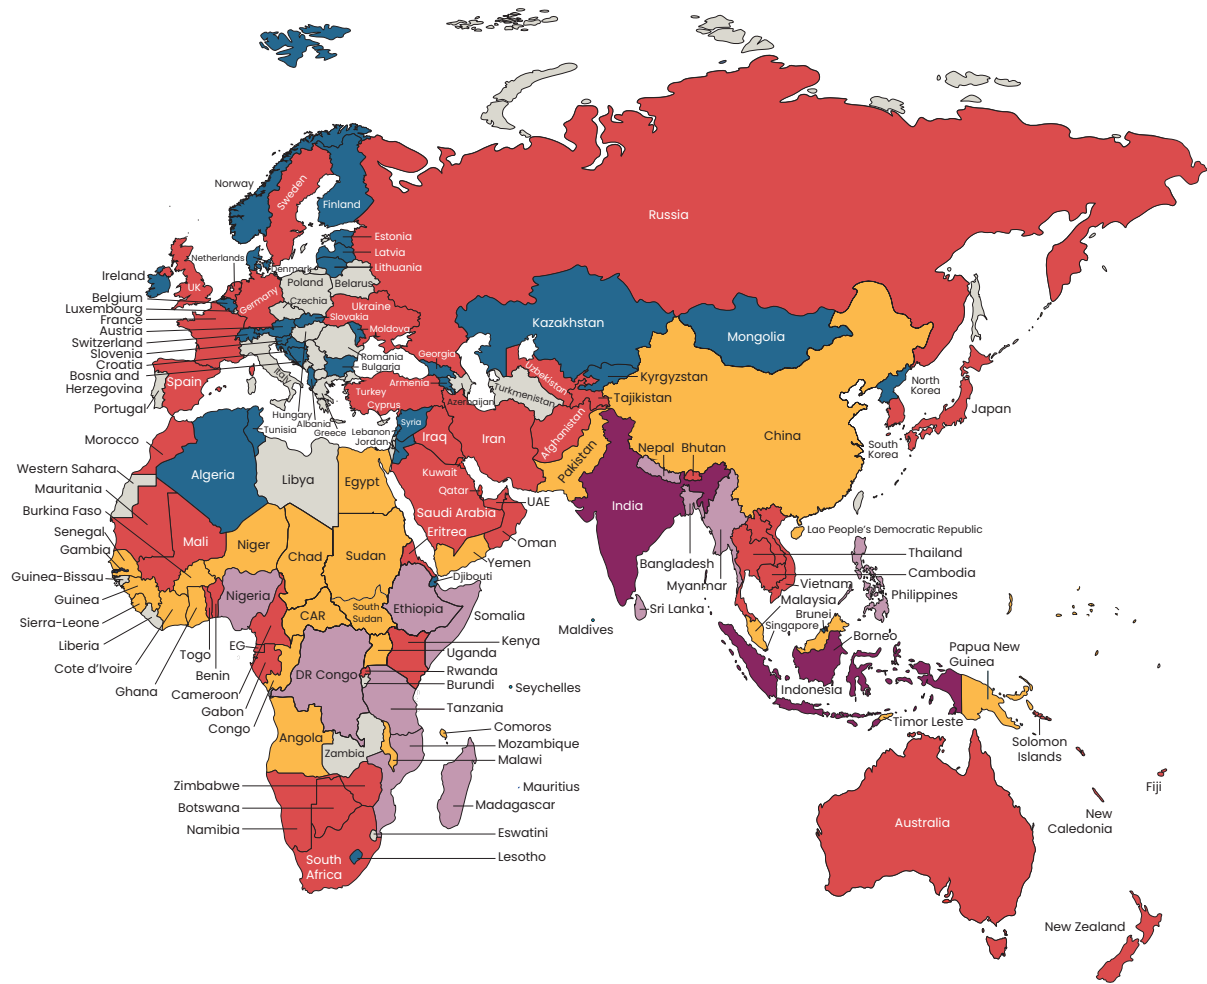 Norway
Sweden
Finland
Russia
Estonia
Latvia
Lithuania
Netherlands
Denmark
Ireland
UK
Poland
Belarus
Germany
Czechia
Belgium
Luxembourg
France
Austria
Switzerland
Slovenia
Croatia
Bosnia and
Herzegovina
Portugal
Spain
Italy
Ukraine
Slovakia
Moldova
Romania
Bulgaria
Georgia
Armenia
Azerbaijan
Turkey
Cyprus
Hungary
Albania
Greece
Tunisia
Lebanon
Jordan
Syria
Kazakhstan
Mongolia
Uzbekistan
Turkmenistan
Kyrgyzstan
Tajikistan
Afghanistan
Pakistan
China
North
Korea
South
Korea
Japan
Morocco
Western Sahara
Mauritania
Burkina Faso
Senegal
Gambia
Guinea-Bissau
Guinea
Sierra-Leone
Liberia
Cote d’Ivoire
Ghana
Togo
Benin
Cameroon
Gabon
Congo
EG
Algeria
Libya
Egypt
Mali
Niger
Chad
Sudan
Nigeria
CAR
South
Sudan
Ethiopia
Eritrea
Djibouti
Somalia
Kenya
Uganda
Rwanda
Burundi
Tanzania
DR Congo
Angola
Zambia
Seychelles
Comoros
Mozambique
Malawi
Mauritius
Madagascar
Zimbabwe
Botswana
Namibia
South
Africa
Eswatini
Lesotho
Iraq
Iran
Kuwait
Qatar
Saudi Arabia
UAE
Oman
Yemen
Nepal
Bhutan
India
Bangladesh
Myanmar
Sri Lanka
Maldives
Lao People’s Democratic Republic
Thailand
Cambodia
Vietnam
Philippines
Malaysia
Brunei
Singapore
Borneo
Indonesia
Timor Leste
Papua New
Guinea
Solomon
Islands
Fiji
New
Caledonia
Australia
New Zealand